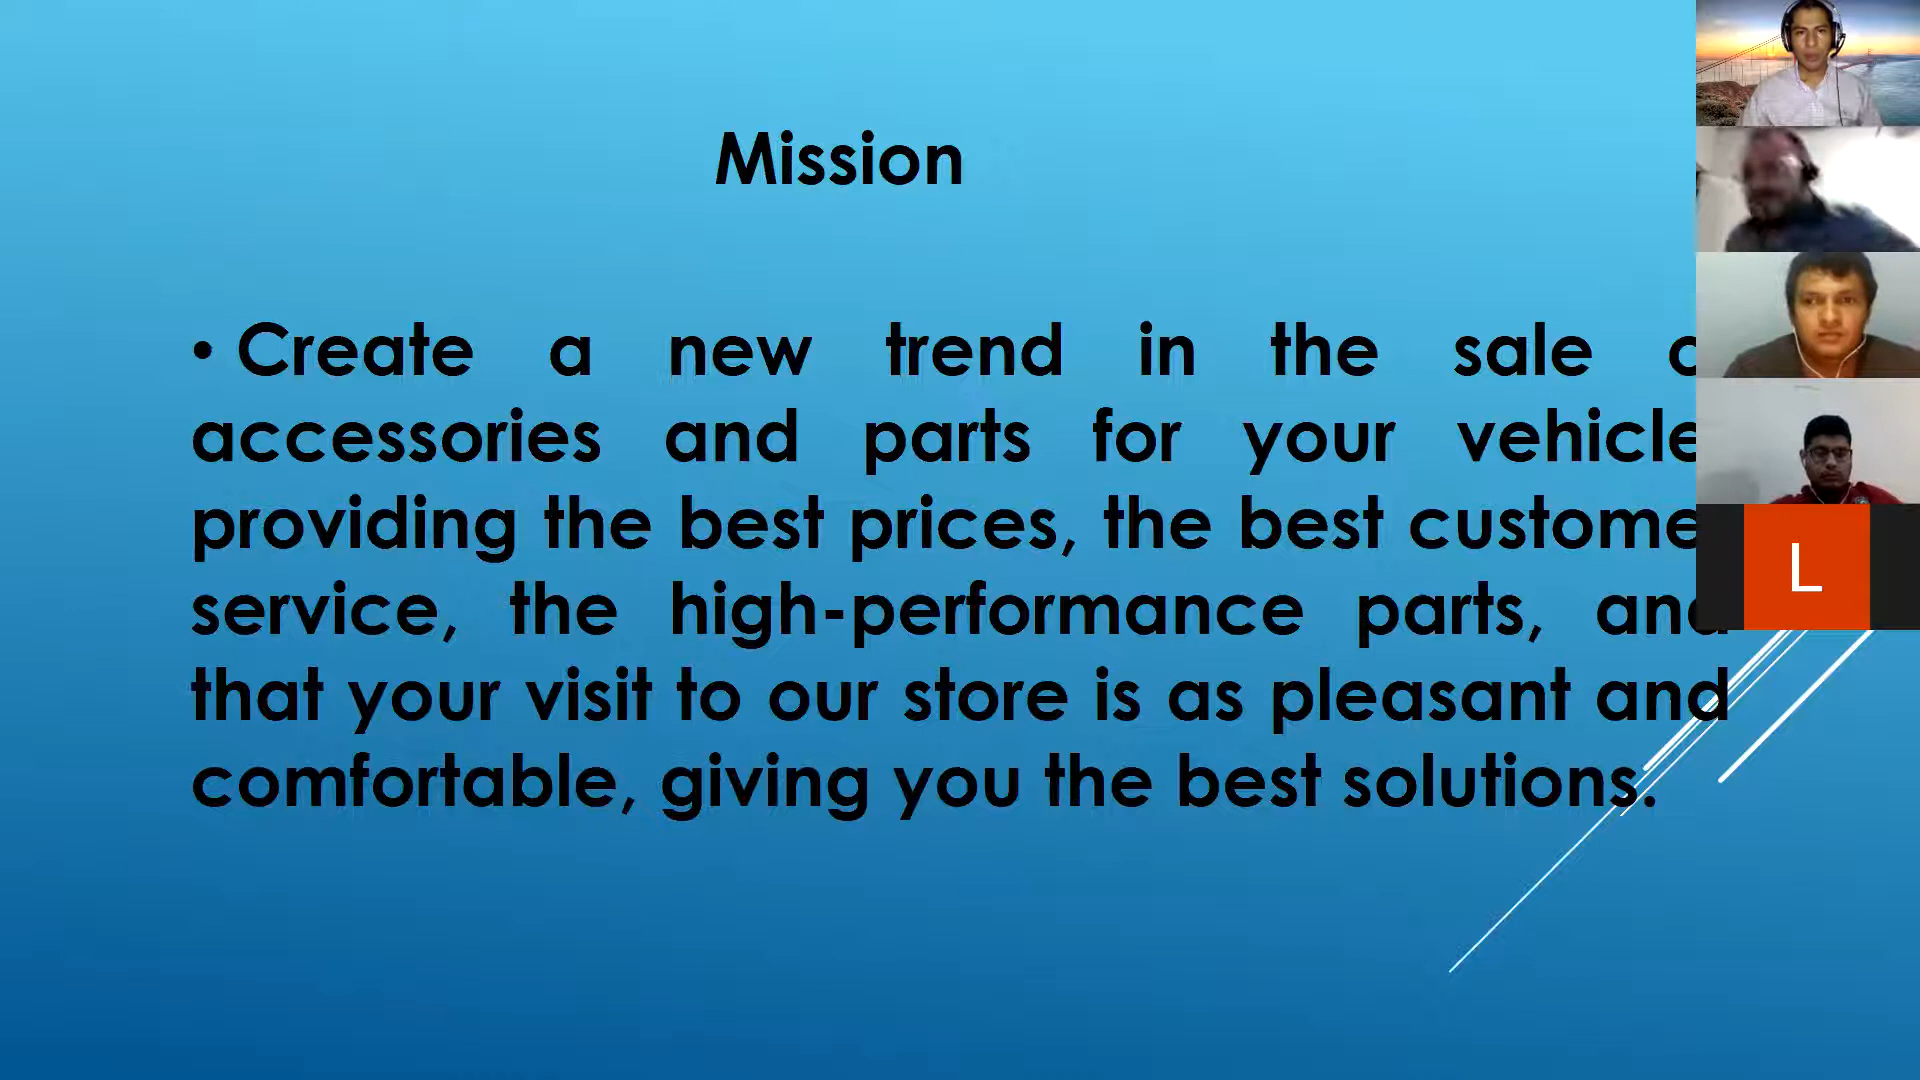 Mission
• Create a new trend in the sale
accessories and parts for your vehicle
providing the best prices, the best custome
service, the high-performance parts, and
that your visit to our store is as pleasant and
comfortable, giving you the best solutions.
L